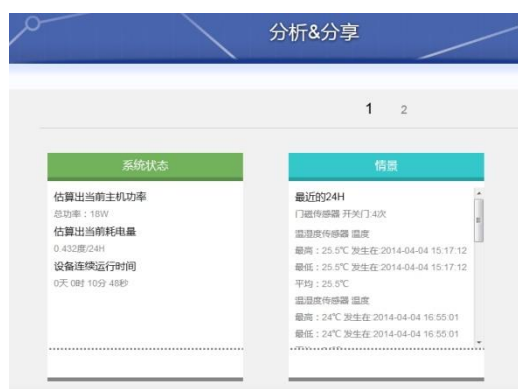 分析&分享
1 2
系统状态
估算出当前主机功率
总功率：18W
估算出当前耗电量
0.432度/24H
设备连续运行时间
0天 0时 10分 48秒
情景
最近的24H
门磁传感器 开关门:4次
温湿度传感器 温度
最高：25.5℃ 发生在:2014-04-04 15:17:12
最低：25.5℃ 发生在:2014-04-04 15:17:12
平均：25.5℃
温湿度传感器 温度
最高：24℃ 发生在:2014-04-04 16:55:01
最低：24℃ 发生在:2014-04-04 16:55:01